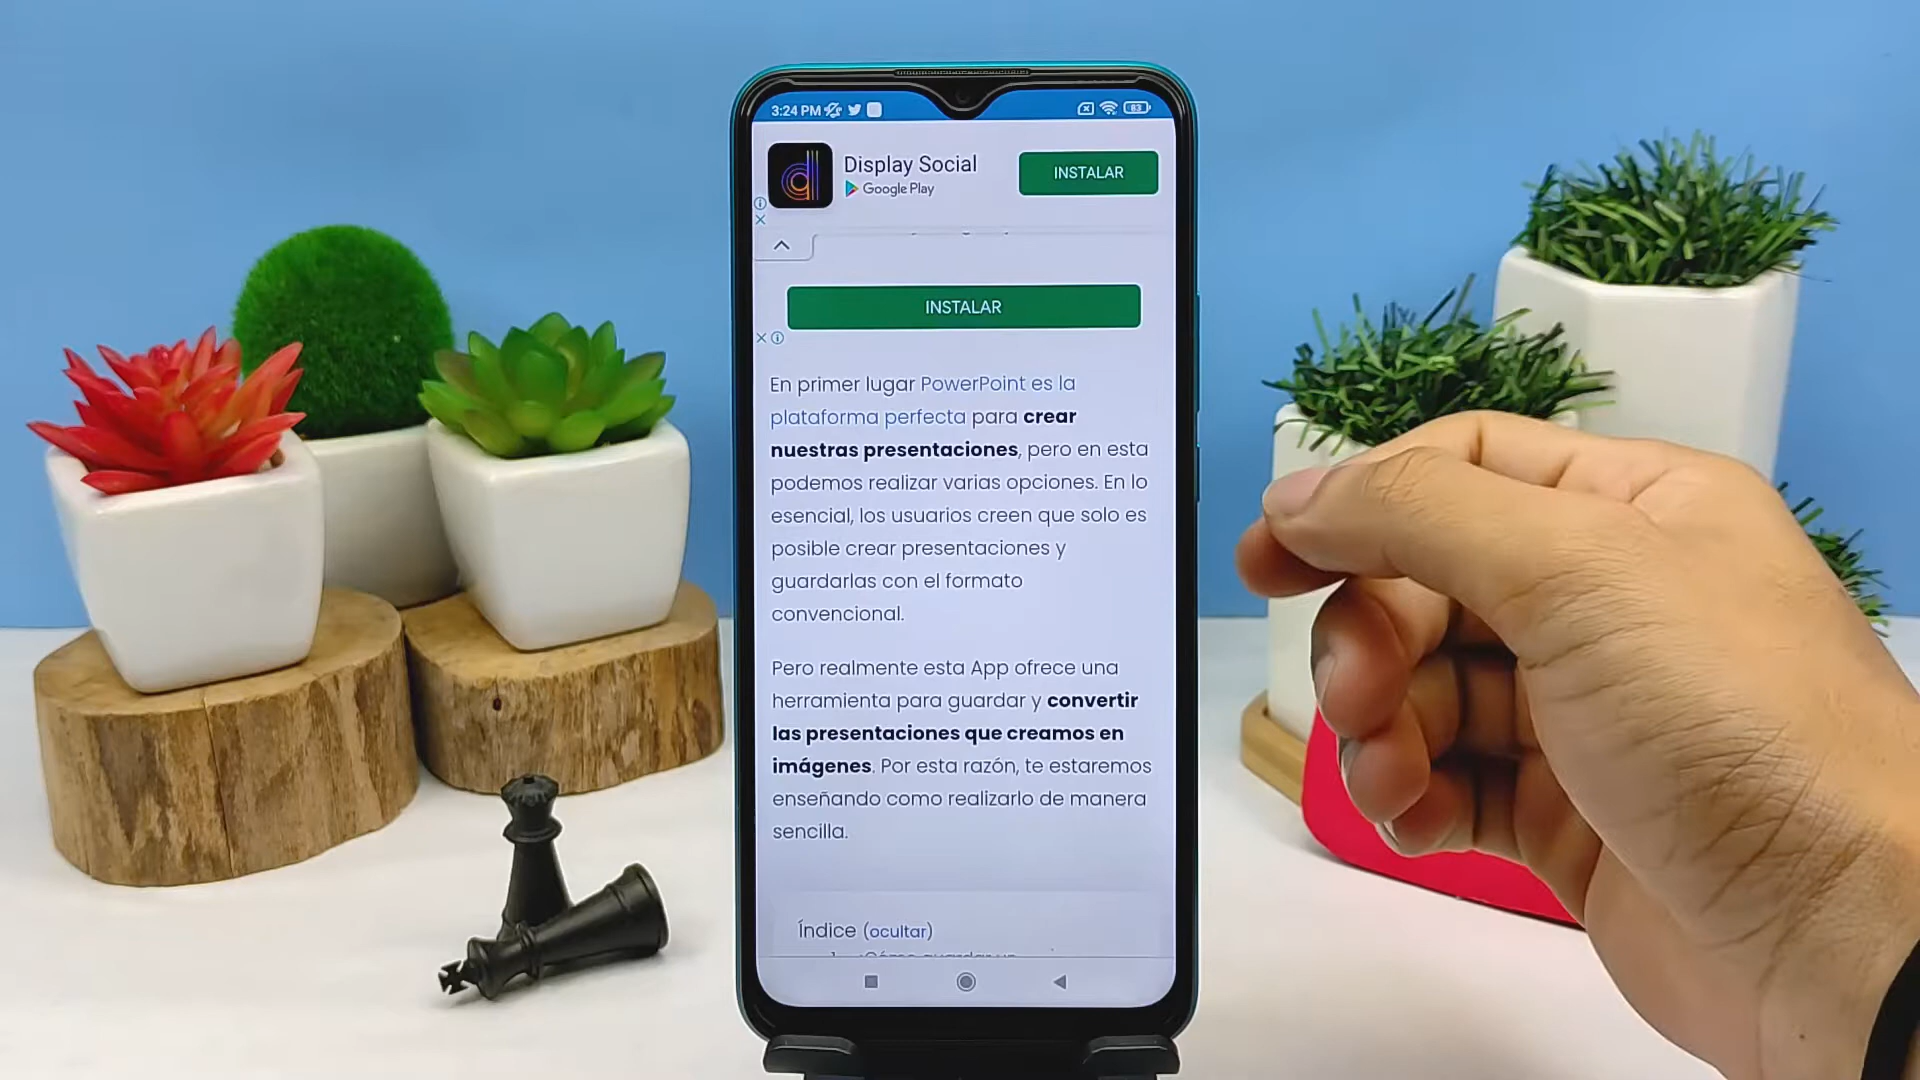 3:24 PM
83
Display Social
Google Play
INSTALAR
INSTALAR
En primer lugar PowerPoint es la
plataforma perfecta para crear
nuestras presentaciones, pero en esta
podemos realizar varias opciones. En lo
esencial, los usuarios creen que solo es
posible crear presentaciones y
guardarlas con el formato
convencional.
Pero realmente esta App ofrece una
herramienta para guardar y convertir
las presentaciones que creamos en
imágenes. Por esta razón, te estaremos
enseñando como realizarlo de manera
sencilla.
Índice (ocultar)